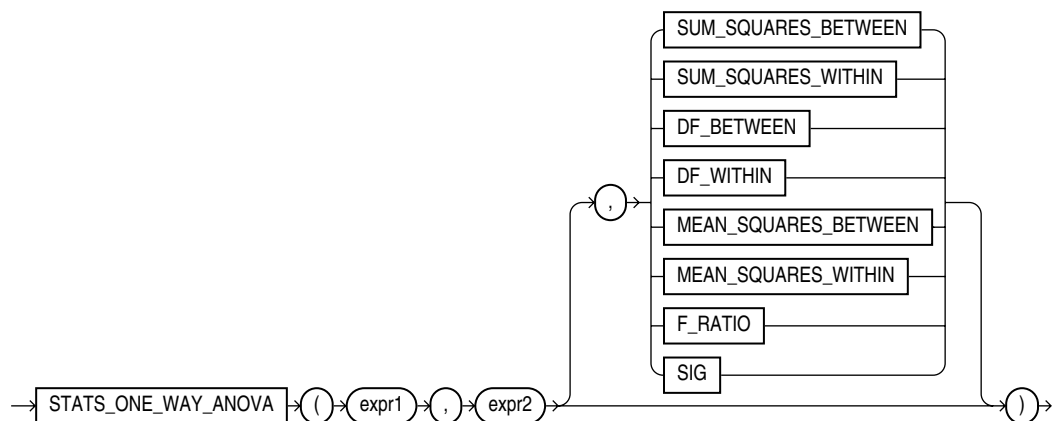 SUM_SQUARES_BETWEEN
SUM_SQUARES_WITHIN
DF_BETWEEN
DF_WITHIN
,
MEAN_SQUARES_BETWEEN
MEAN_SQUARES_WITHIN
F_RATIO
SIG
STATS_ONE_WAY_ANOVA ( expr1 , expr2 )